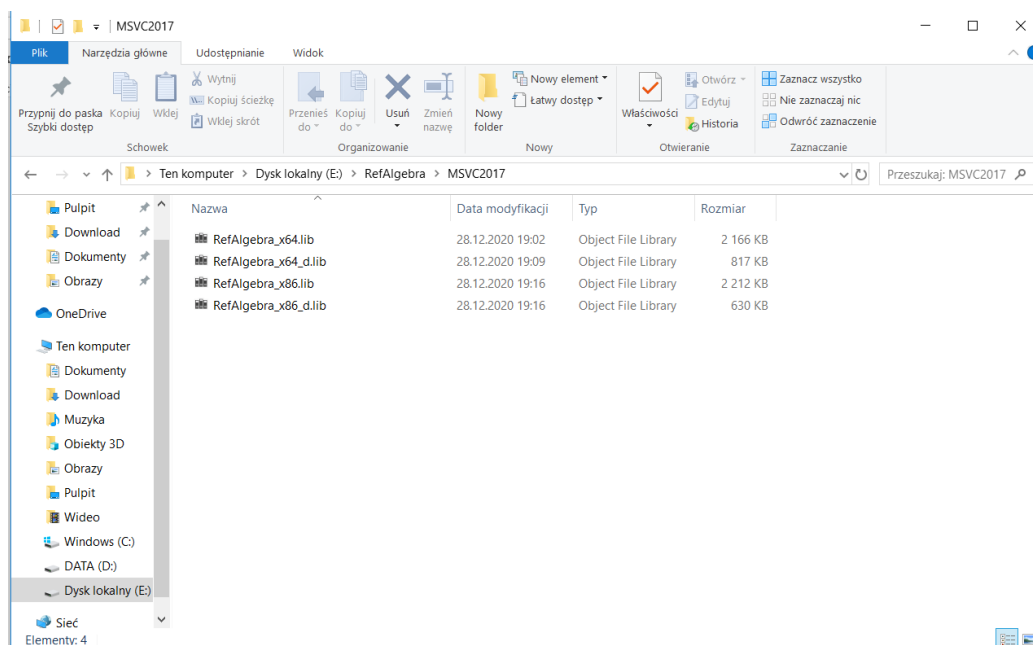 MSVC2017
Plik Narzędzia główne Udostępnianie Widok
Przypnij do paska Szybki dostęp
Kopiuj
Wklej
Wytnij
Kopiuj ścieżkę
Wklej skrót
Schowek
Przenieś do
Kopiuj do
Usuń
Zmień nazwę
Organizowanie
Nowy folder
Nowy element
Łatwy dostęp
Nowy
Właściwości
Otwórz
Edytuj
Historia
Otwieranie
Zaznacz wszystko
Nie zaznaczaj nic
Odwróć zaznaczenie
Zaznaczanie
Ten komputer > Dysk lokalny (E:) > RefAlgebra > MSVC2017
Przeszukaj: MSVC2017
Pulpit
Download
Dokumenty
Obrazy
OneDrive
Ten komputer
Dokumenty
Download
Muzyka
Obiekty 3D
Obrazy
Pulpit
Wideo
Windows (C:)
DATA (D:)
Dysk lokalny (E:)
Sieć
Nazwa Data modyfikacji Typ Rozmiar
RefAlgebra_x64.lib 28.12.2020 19:02 Object File Library 2 166 KB
RefAlgebra_x64_d.lib 28.12.2020 19:09 Object File Library 817 KB
RefAlgebra_x86.lib 28.12.2020 19:16 Object File Library 2 212 KB
RefAlgebra_x86_d.lib 28.12.2020 19:16 Object File Library 630 KB
Elementy: 4